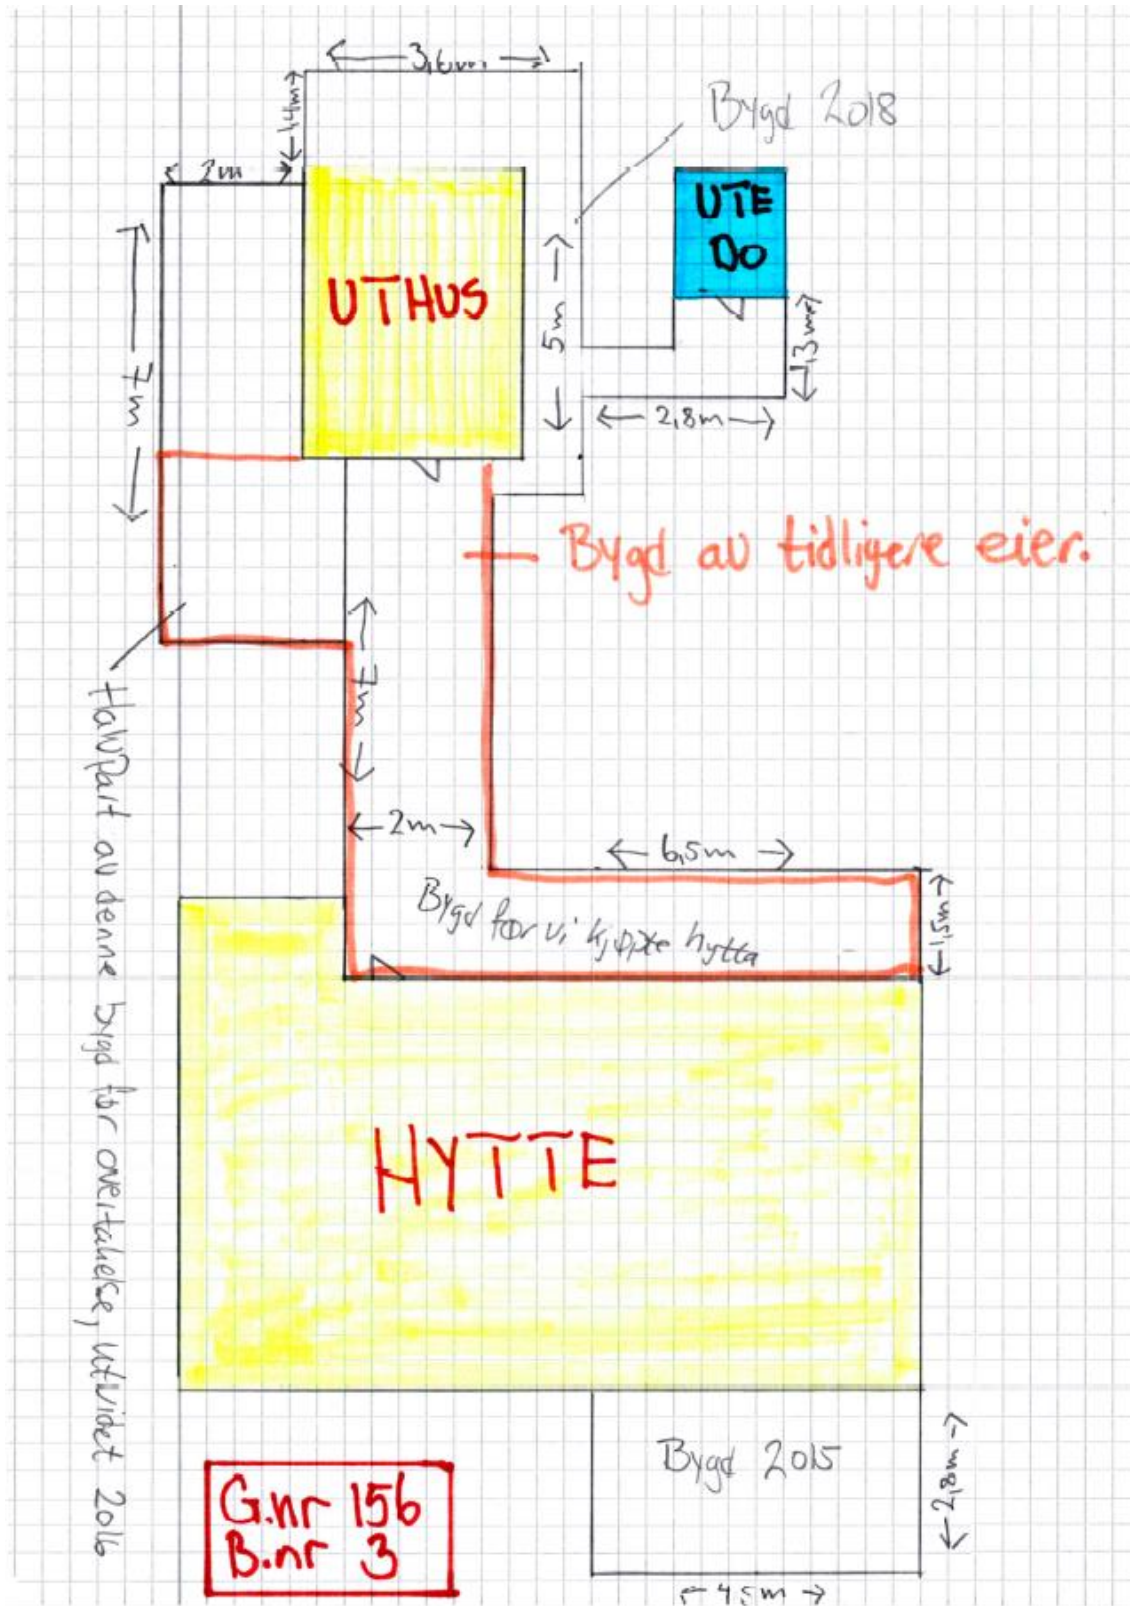 3,6m
1,4m
Bygd 2018
2m
UTE
DO
UTHUS
7m
5m
1,3m
2,8m
Bygd av tidligere eier.
7m
2m
6,5m
1,5m
Bygd før vi kjøpte hytta
Halvpart av denne bygd før overtakelse, utvidet 2016
HYTTE
Bygd 2015
2,8m
4,5m
G.nr 156
B.nr 3